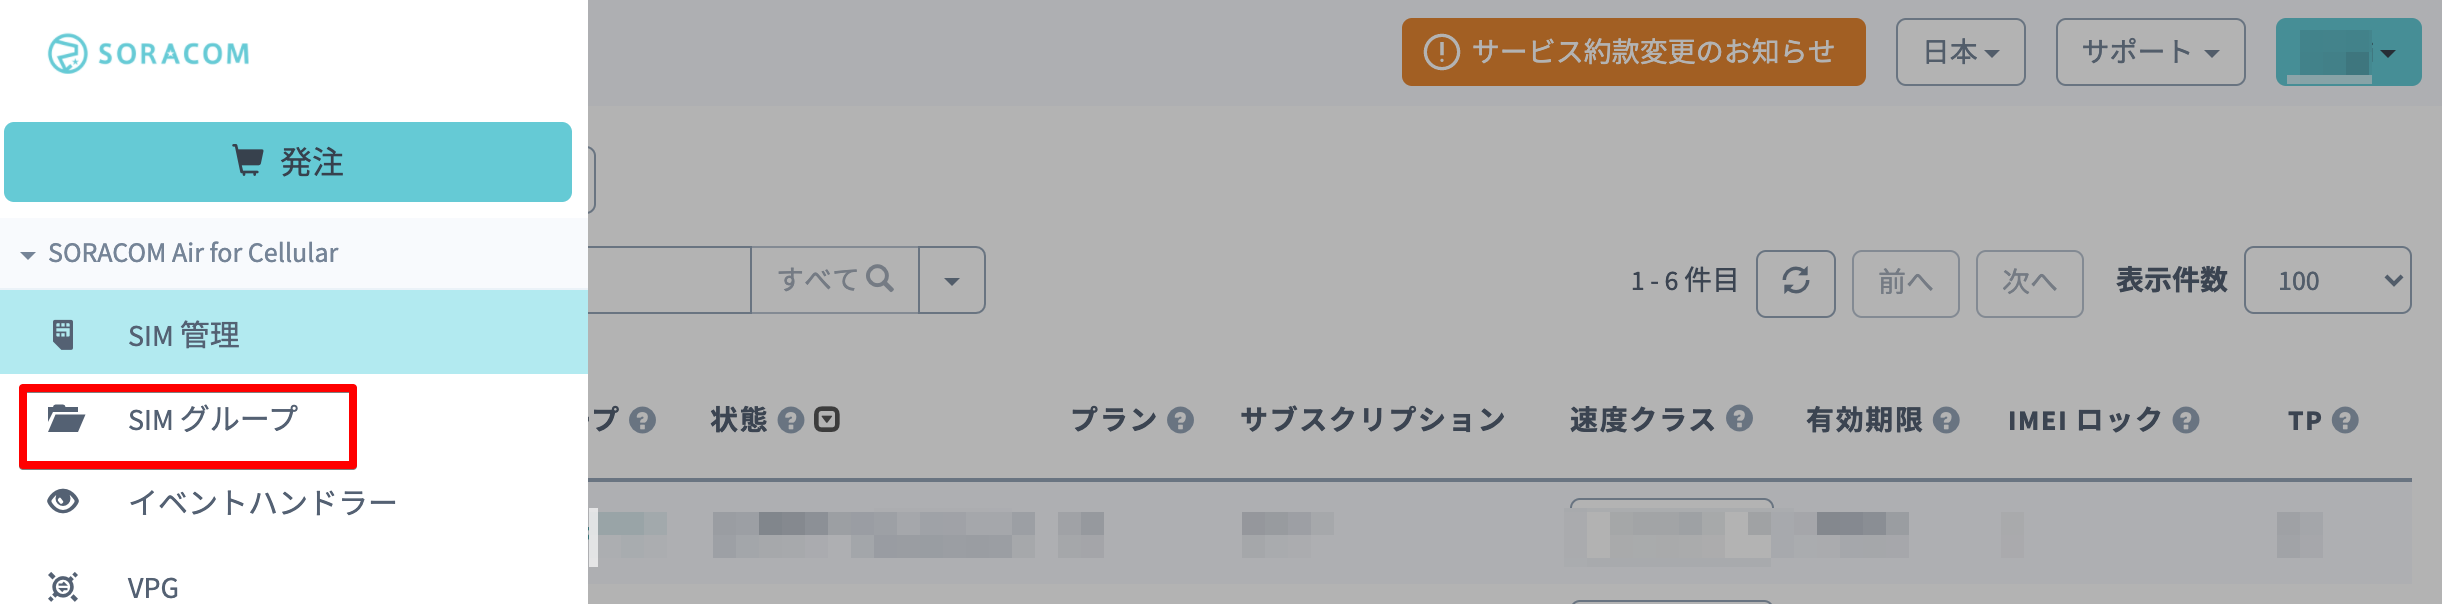 SORACOM
サービス約款変更のお知らせ
日本
サポート
発注
SORACOM Air for Cellular
すべて
1 - 6 件目
前へ
次へ
表示件数
100
SIM 管理
SIM グループ
プ
状態
プラン
サブスクリプション
速度クラス
有効期限
IMEI ロック
TP
イベントハンドラー
VPG